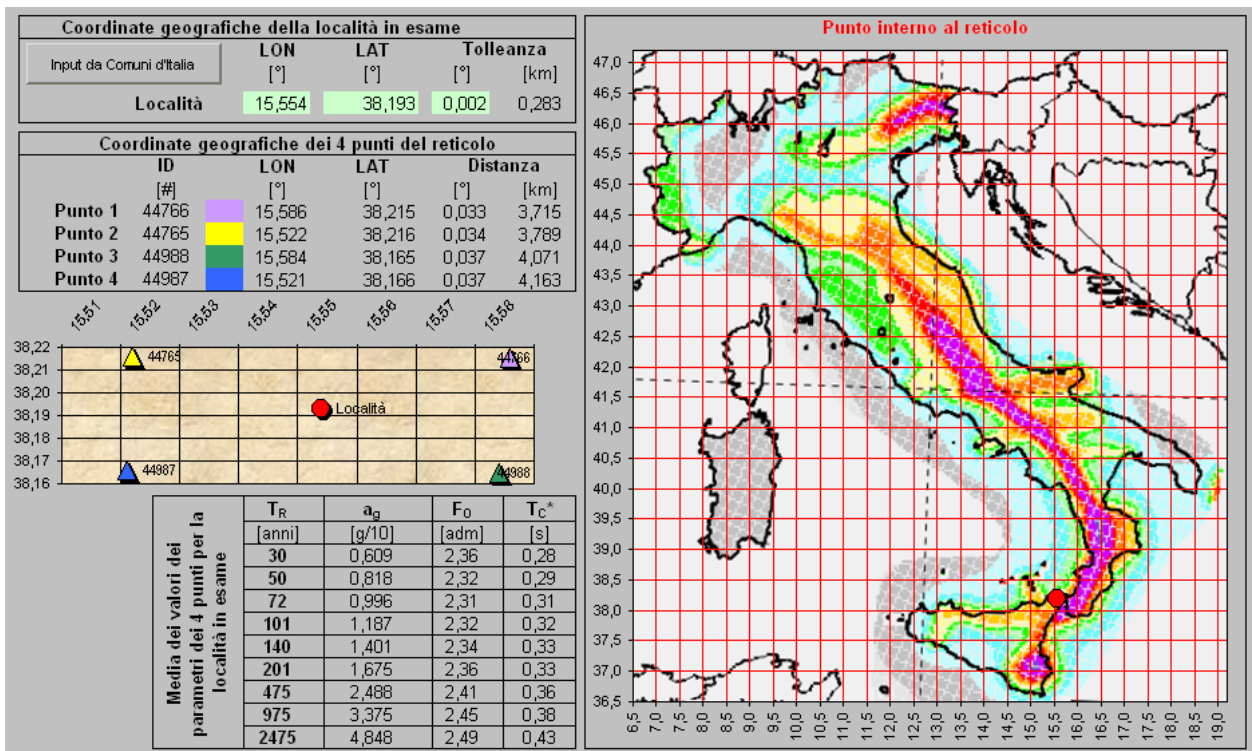 Coordinate geografiche della località in esame
Input da Comuni d'Italia
LON LAT Tolleanza
[°] [°] [°] [km]
Località 15,554 38,193 0,002 0,283
Coordinate geografiche dei 4 punti del reticolo
ID LON LAT Distanza
[#] [°] [°] [°] [km]
Punto 1 44766 15,586 38,215 0,033 3,715
Punto 2 44765 15,522 38,216 0,034 3,789
Punto 3 44988 15,584 38,165 0,037 4,071
Punto 4 44987 15,521 38,166 0,037 4,163
15,51 15,52 15,53 15,54 15,55 15,56 15,57 15,58
38,22
38,21
38,20
38,19
38,18
38,17
38,16
44765 44766
Località
44987 44988
Media dei valori dei
parametri dei 4 punti per la
località in esame
TR ag F0 TC*
[anni] [g/10] [adm] [s]
30 0,609 2,36 0,28
50 0,818 2,32 0,29
72 0,996 2,31 0,31
101 1,187 2,32 0,32
140 1,401 2,34 0,33
201 1,675 2,36 0,33
475 2,488 2,41 0,36
975 3,375 2,45 0,38
2475 4,848 2,49 0,43
Punto interno al reticolo
47,0
46,5
46,0
45,5
45,0
44,5
44,0
43,5
43,0
42,5
42,0
41,5
41,0
40,5
40,0
39,5
39,0
38,5
38,0
37,5
37,0
36,5
6,5 7,0 7,5 8,0 8,5 9,0 9,5 10,0 10,5 11,0 11,5 12,0 12,5 13,0 13,5 14,0 14,5 15,0 15,5 16,0 16,5 17,0 17,5 18,0 18,5 19,0